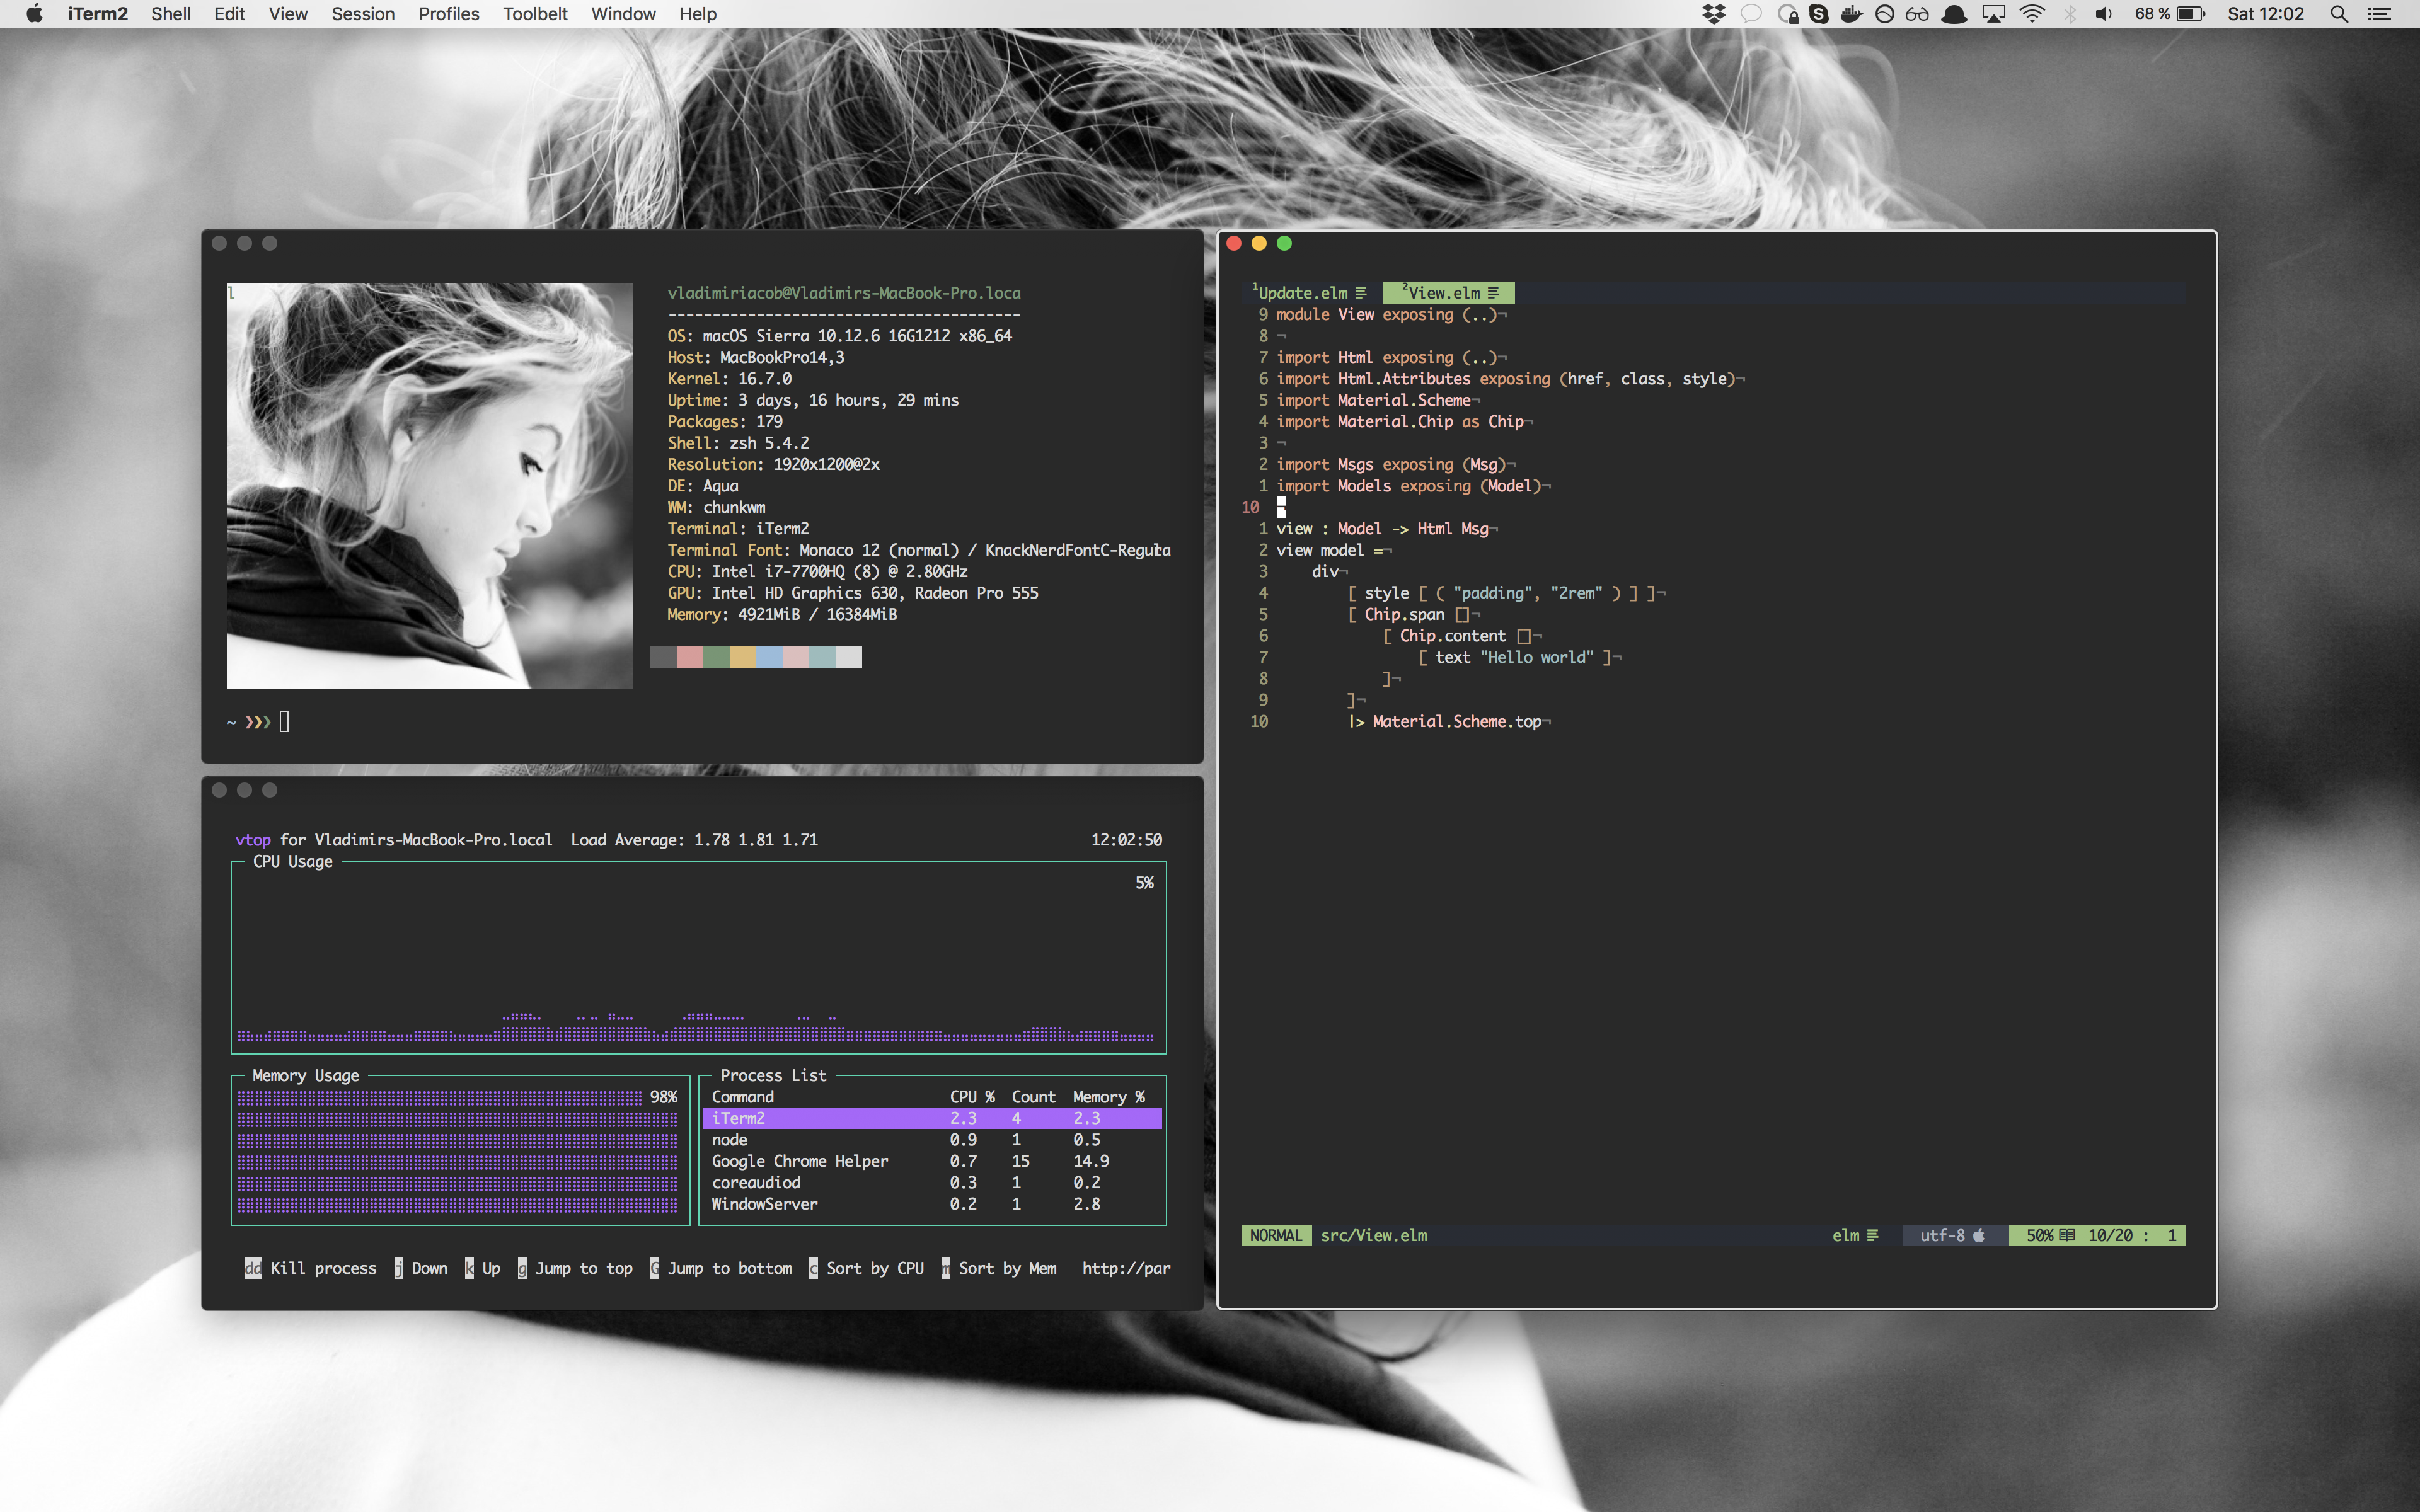 iTerm2 Shell Edit View Session Profiles Toolbelt Window Help 68 % Sat 12:02
l
vladimiriacob@Vladimirs-MacBook-Pro.loca
----------------------------------------
OS: macOS Sierra 10.12.6 16G1212 x86_64
Host: MacBookPro14,3
Kernel: 16.7.0
Uptime: 3 days, 16 hours, 29 mins
Packages: 179
Shell: zsh 5.4.2
Resolution: 1920x1200@2x
DE: Aqua
WM: chunkwm
Terminal: iTerm2
Terminal Font: Monaco 12 (normal) / KnackNerdFontC-Regula
CPU: Intel i7-7700HQ (8) @ 2.80GHz
GPU: Intel HD Graphics 630, Radeon Pro 555
Memory: 4921MiB / 16384MiB
~ ❯❯❯
vtop for Vladimirs-MacBook-Pro.local Load Average: 1.78 1.81 1.71 12:02:50
CPU Usage
5%
Memory Usage
98%
Process List
Command CPU % Count Memory %
iTerm2 2.3 4 2.3
node 0.9 1 0.5
Google Chrome Helper 0.7 15 14.9
coreaudiod 0.3 1 0.2
WindowServer 0.2 1 2.8
dd Kill process j Down k Up g Jump to top G Jump to bottom c Sort by CPU m Sort by Mem http://par
¹Update.elm ²View.elm
9 module View exposing (..)¬
8 ¬
7 import Html exposing (..)¬
6 import Html.Attributes exposing (href, class, style)¬
5 import Material.Scheme¬
4 import Material.Chip as Chip¬
3 ¬
2 import Msgs exposing (Msg)¬
1 import Models exposing (Model)¬
10 ¬
1 view : Model -> Html Msg¬
2 view model =¬
3     div¬
4         [ style [ ( "padding", "2rem" ) ] ]¬
5         [ Chip.span []¬
6             [ Chip.content []¬
7                 [ text "Hello world" ]¬
8             ]¬
9         ]¬
10         |> Material.Scheme.top¬
NORMAL src/View.elm elm utf-8 50% 10/20 : 1